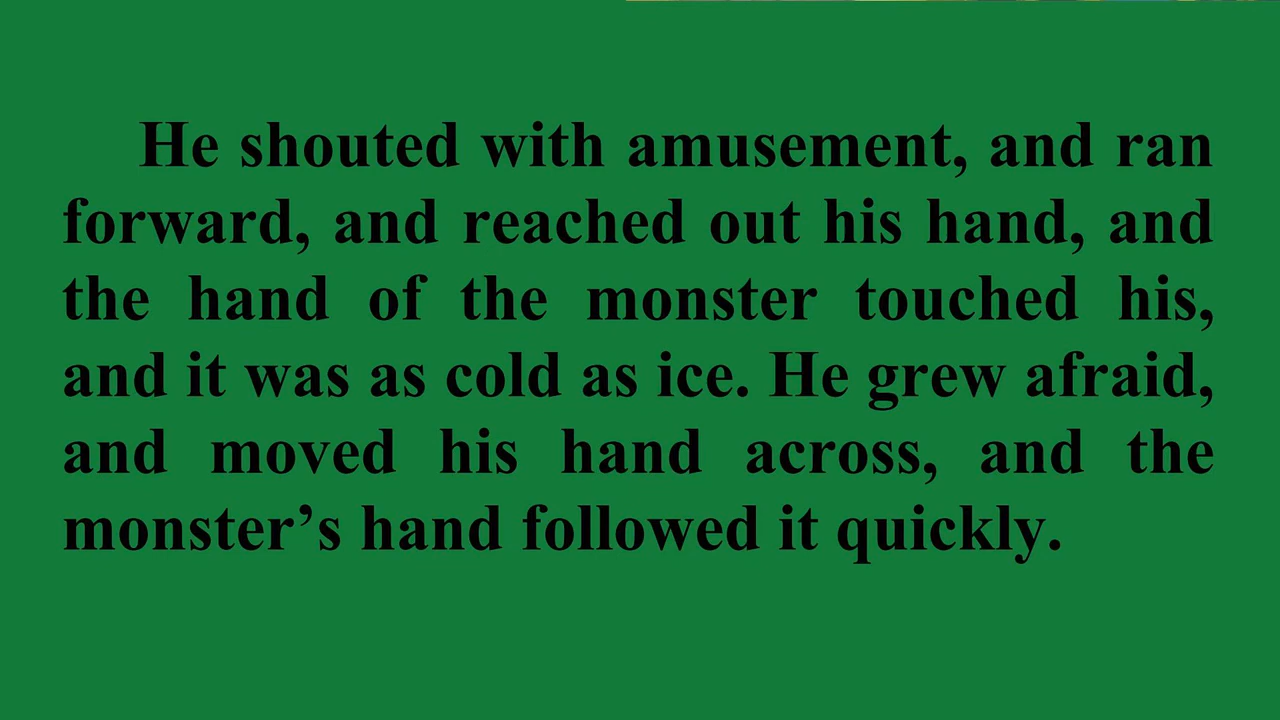 He shouted with amusement, and ran
forward, and reached out his hand, and
the hand of the monster touched his,
and it was as cold as ice. He grew afraid,
and moved his hand across, and the
monster’s hand followed it quickly.